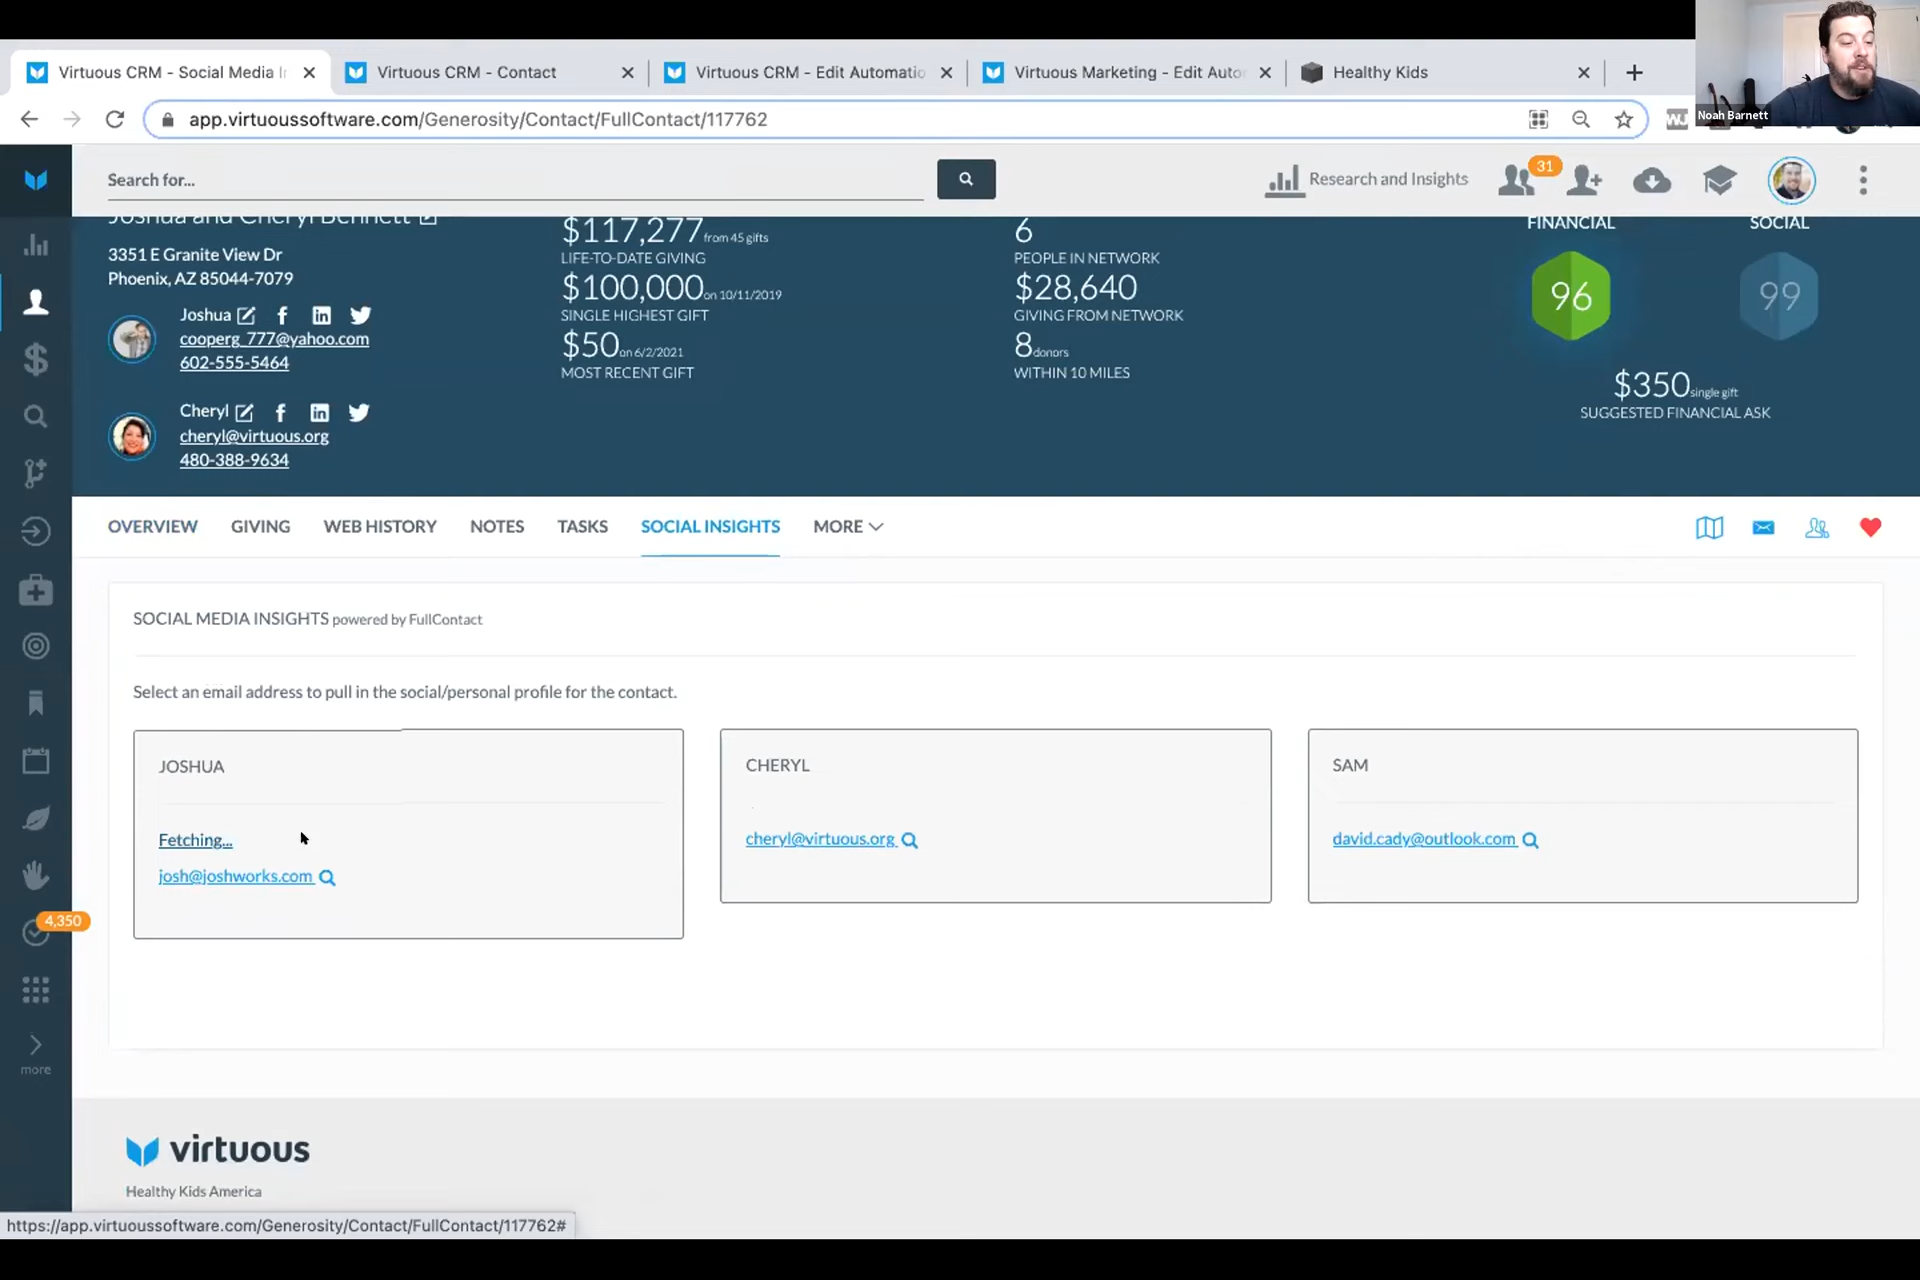 Virtuous CRM - Social Media I
Virtuous CRM - Contact
Virtuous CRM - Edit Automatio
Virtuous Marketing - Edit Auto
Healthy Kids
app.virtuoussoftware.com/Generosity/Contact/FullContact/117762
Noah Barnett
Search for...
Research and Insights
31
Joshua and Cheryl Bennett
3351 E Granite View Dr
Phoenix, AZ 85044-7079
Joshua
cooperg_777@yahoo.com
602-555-5464
Cheryl
cheryl@virtuous.org
480-388-9634
$117,277 from 45 gifts
LIFE-TO-DATE GIVING
$100,000 on 10/11/2019
SINGLE HIGHEST GIFT
$50 on 6/2/2021
MOST RECENT GIFT
6
PEOPLE IN NETWORK
$28,640
GIVING FROM NETWORK
8 donors
WITHIN 10 MILES
FINANCIAL
SOCIAL
96
99
$350 single gift
SUGGESTED FINANCIAL ASK
OVERVIEW GIVING WEB HISTORY NOTES TASKS SOCIAL INSIGHTS MORE
SOCIAL MEDIA INSIGHTS powered by FullContact
Select an email address to pull in the social/personal profile for the contact.
JOSHUA
Fetching...
josh@joshworks.com
CHERYL
cheryl@virtuous.org
SAM
david.cady@outlook.com
4,350
more
virtuous
Healthy Kids America
https://app.virtuoussoftware.com/Generosity/Contact/FullContact/117762#